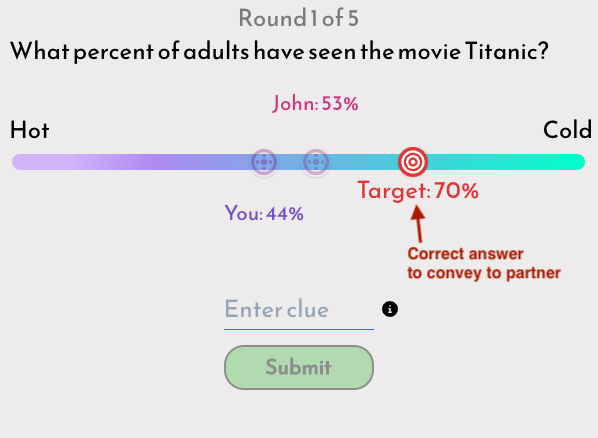 Round 1 of 5
What percent of adults have seen the movie Titanic?
John: 53%
Hot
Cold
Target: 70%
You: 44%
Correct answer
to convey to partner
Enter clue
i
Submit